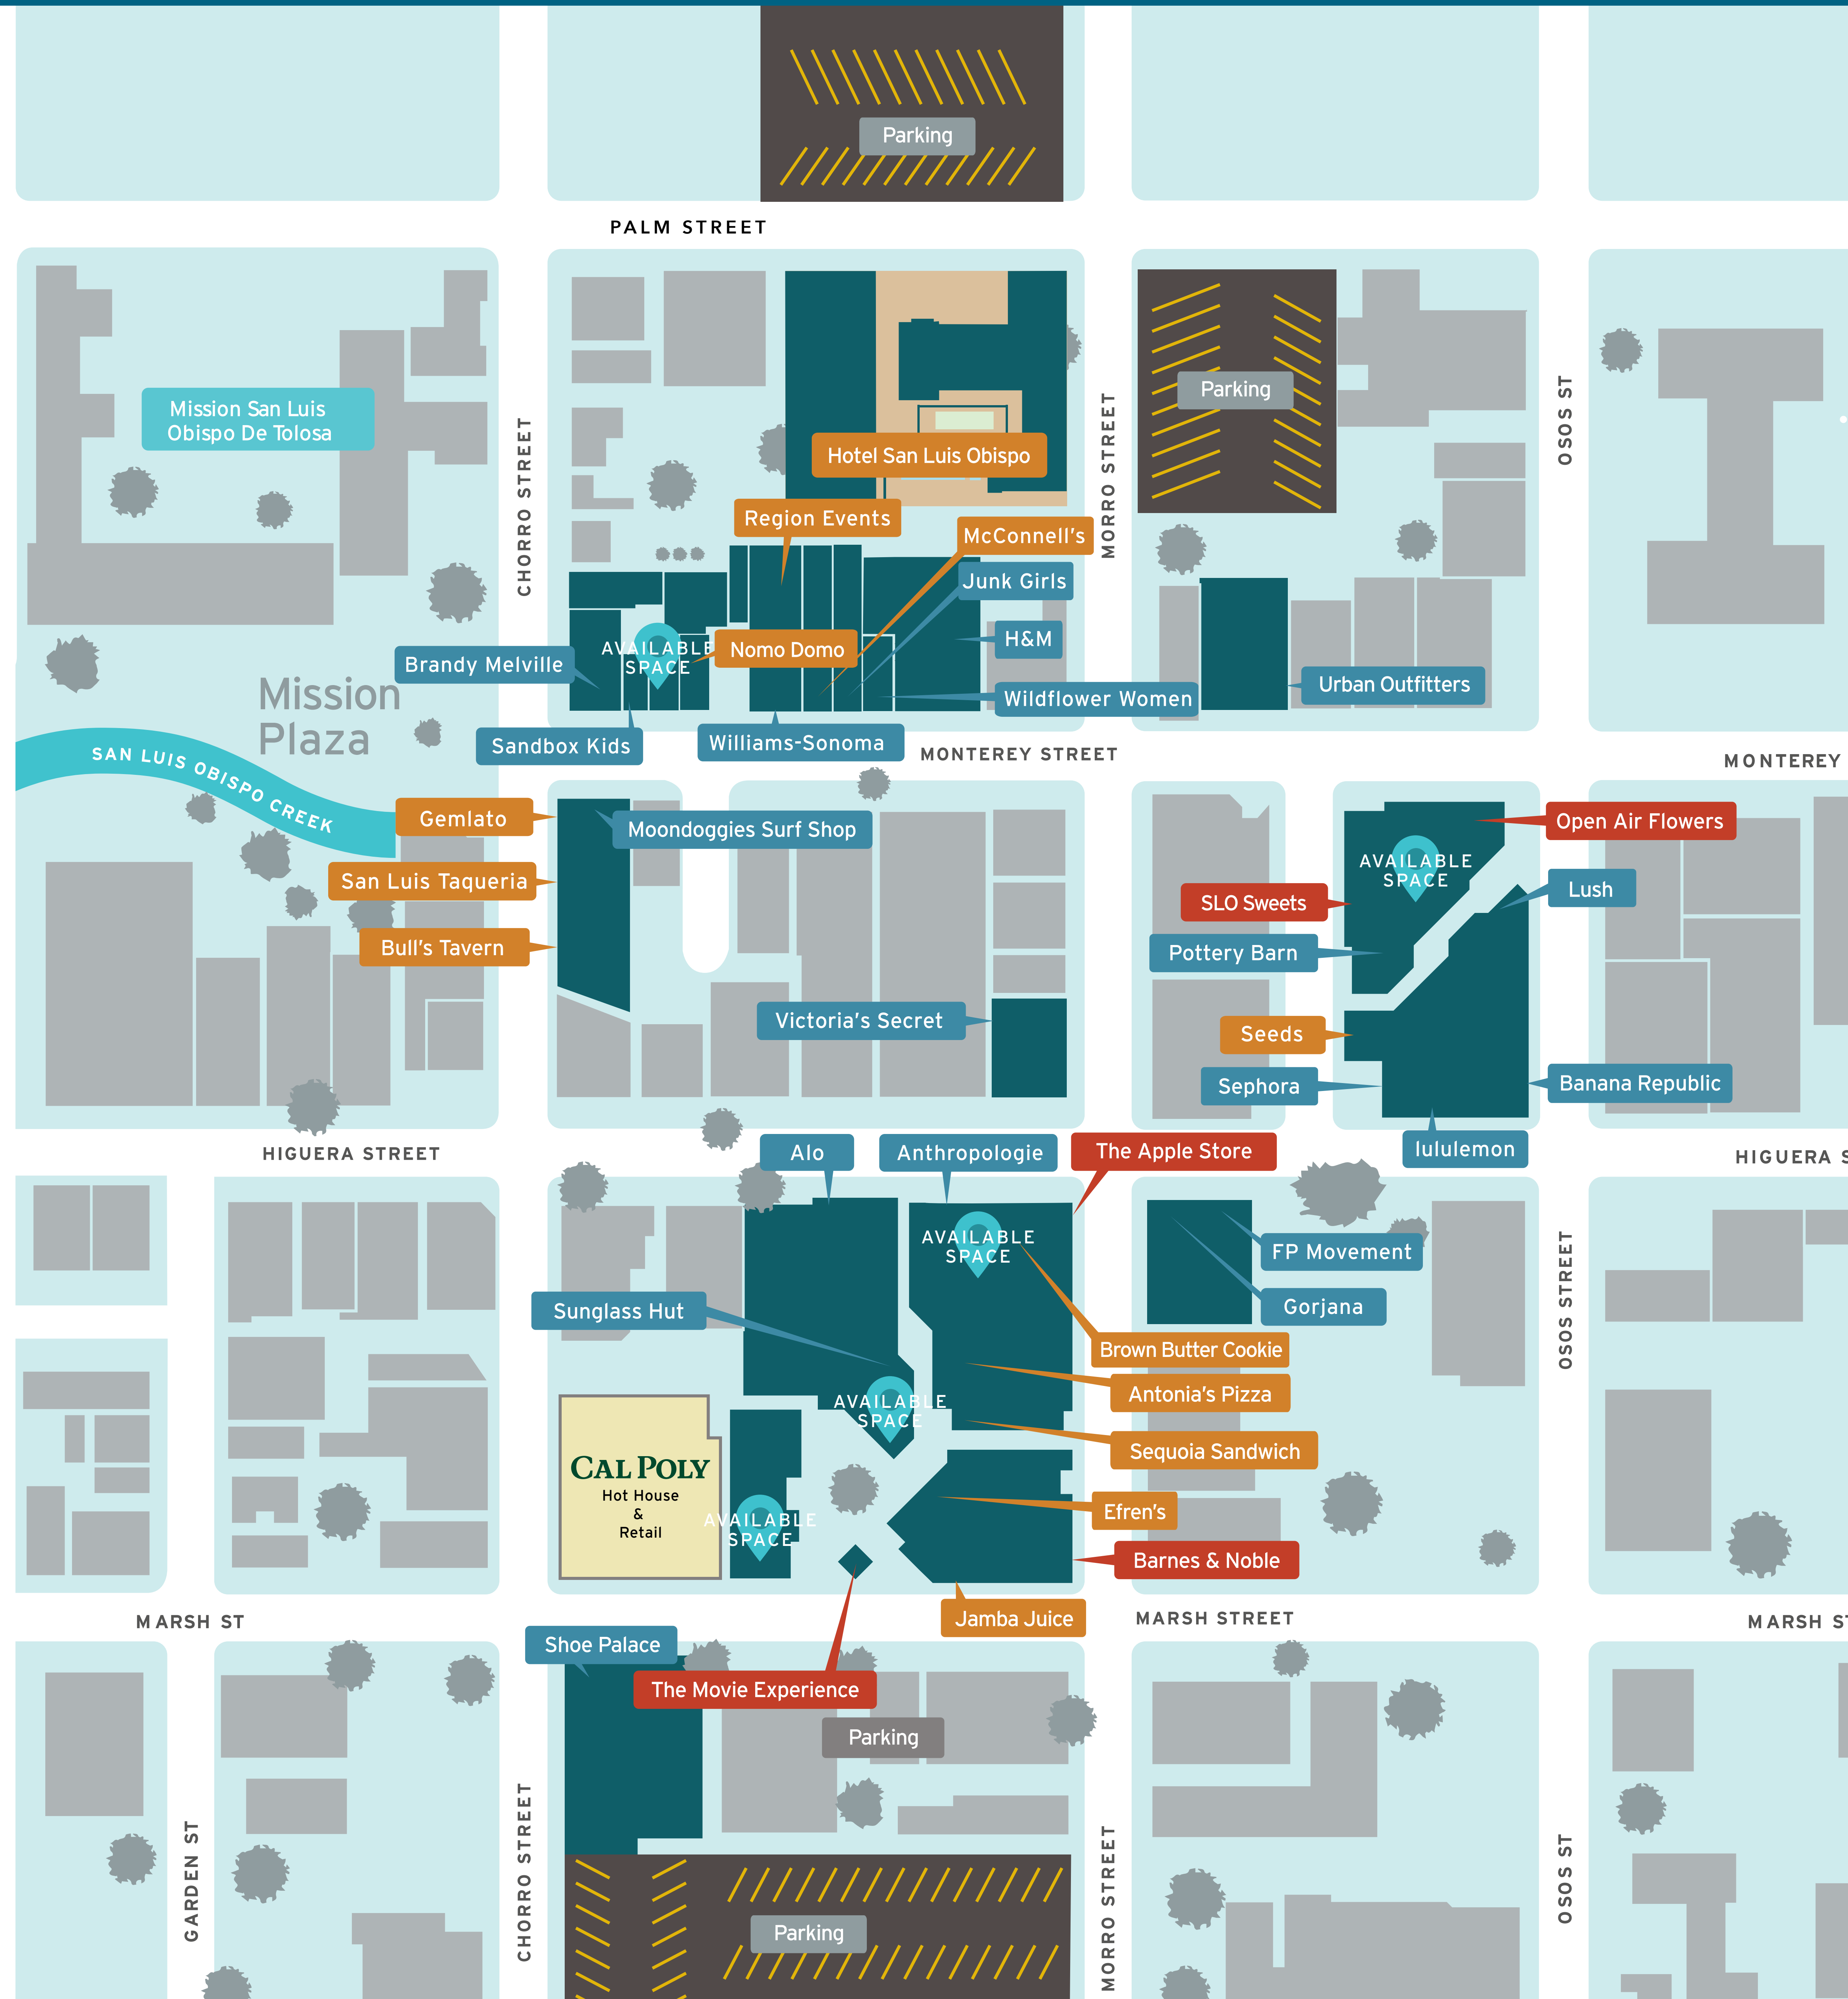 Parking
PALM STREET
Mission San Luis
Obispo De Tolosa
CHORRO STREET
Hotel San Luis Obispo
MORRO STREET
Parking
OSOS ST
Region Events
McConnell's
Junk Girls
H&M
Nomo Domo
AVAILABLE
SPACE
Brandy Melville
Wildflower Women
Urban Outfitters
Mission
Plaza
Sandbox Kids
Williams-Sonoma
MONTEREY STREET
MONTEREY
SAN LUIS OBISPO CREEK
Gemlato
Moondoggies Surf Shop
Open Air Flowers
AVAILABLE
SPACE
San Luis Taqueria
SLO Sweets
Lush
Bull's Tavern
Pottery Barn
Victoria's Secret
Seeds
Sephora
Banana Republic
HIGUERA STREET
Alo
Anthropologie
The Apple Store
lululemon
HIGUERA S
AVAILABLE
SPACE
FP Movement
Sunglass Hut
Gorjana
OSOS STREET
Brown Butter Cookie
Antonia's Pizza
AVAILABLE
SPACE
Sequoia Sandwich
CAL POLY
Hot House
&
Retail
AVAILABLE
SPACE
Efren's
Barnes & Noble
MARSH ST
Jamba Juice
MARSH STREET
MARSH ST
Shoe Palace
The Movie Experience
Parking
GARDEN ST
CHORRO STREET
MORRO STREET
OSOS ST
Parking